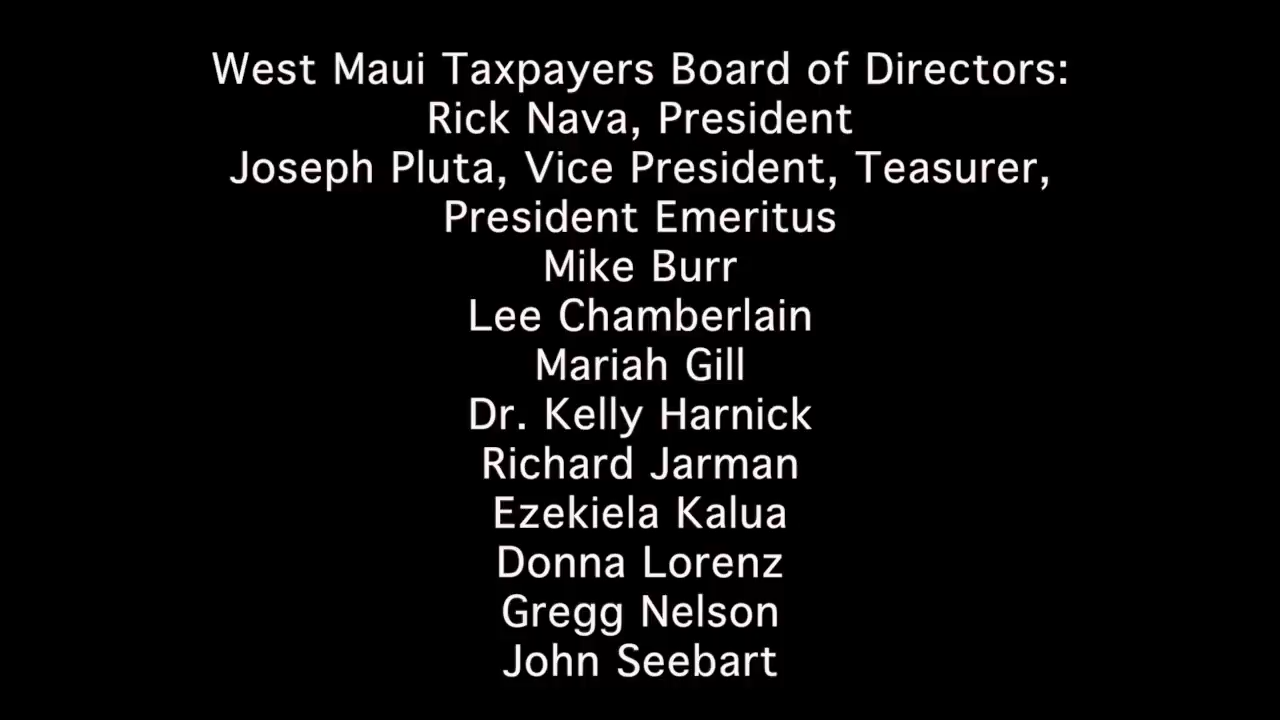 West Maui Taxpayers Board of Directors:
Rick Nava, President
Joseph Pluta, Vice President, Teasurer,
President Emeritus
Mike Burr
Lee Chamberlain
Mariah Gill
Dr. Kelly Harnick
Richard Jarman
Ezekiela Kalua
Donna Lorenz
Gregg Nelson
John Seebart